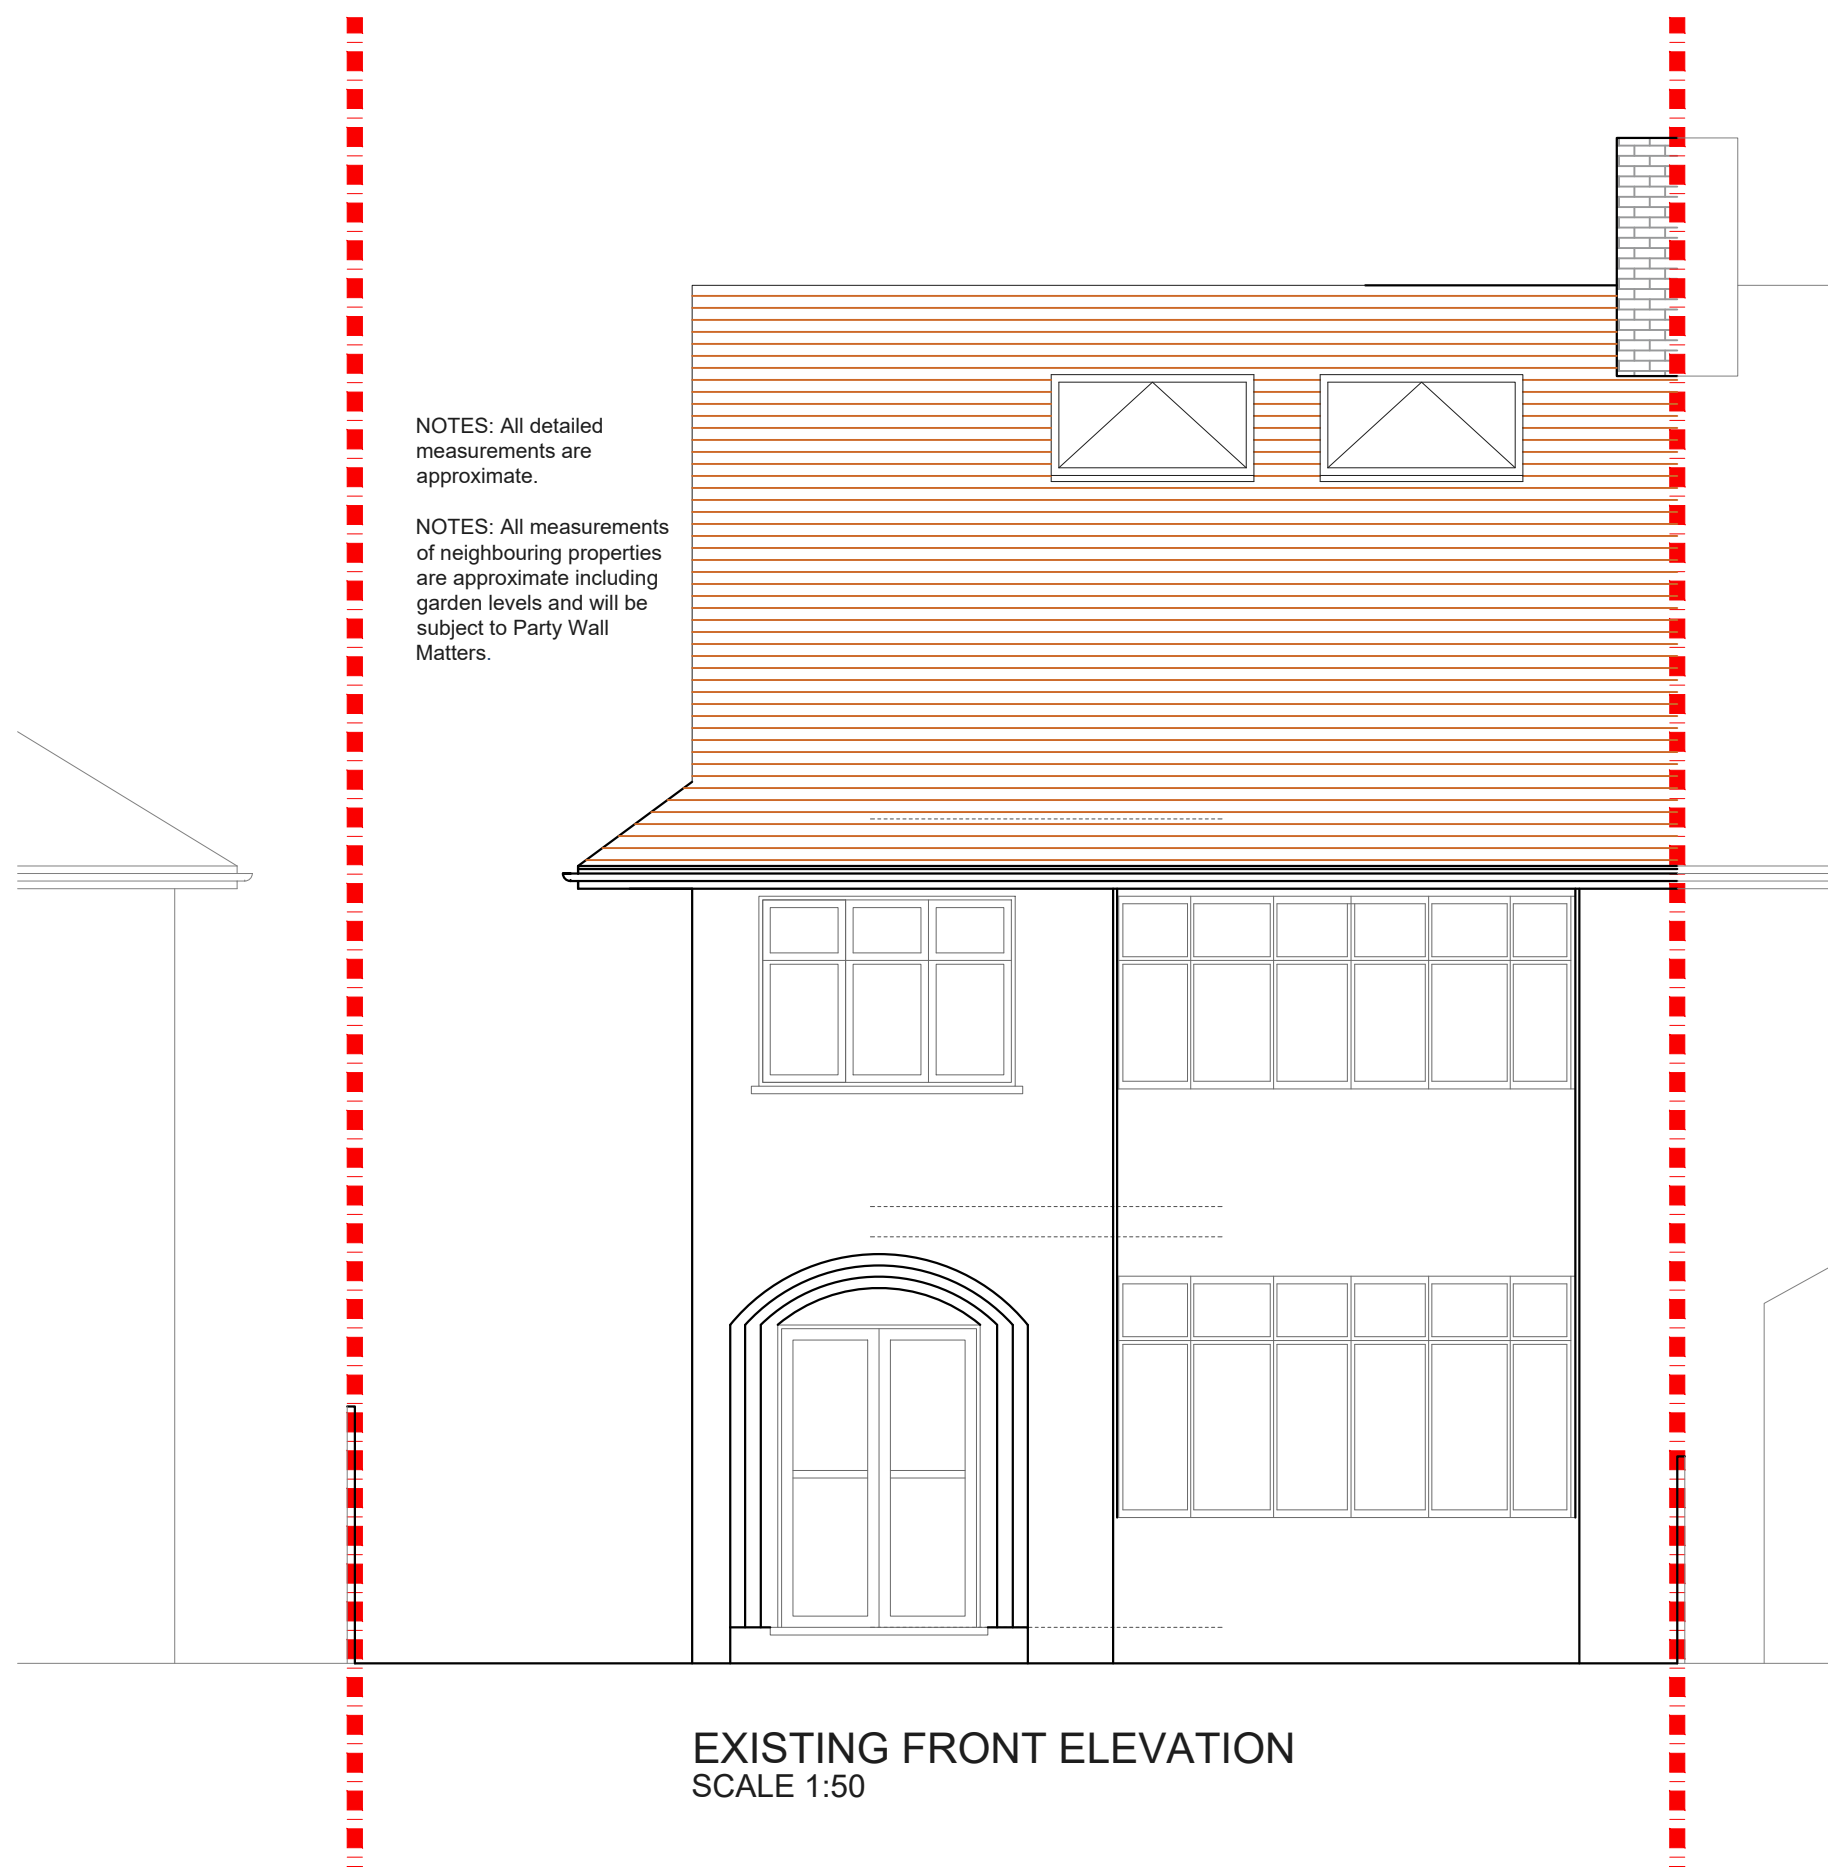 NOTES: All detailed
measurements are
approximate.
NOTES: All measurements
of neighbouring properties
are approximate including
garden levels and will be
subject to Party Wall
Matters.
EXISTING FRONT ELEVATION
SCALE 1:50